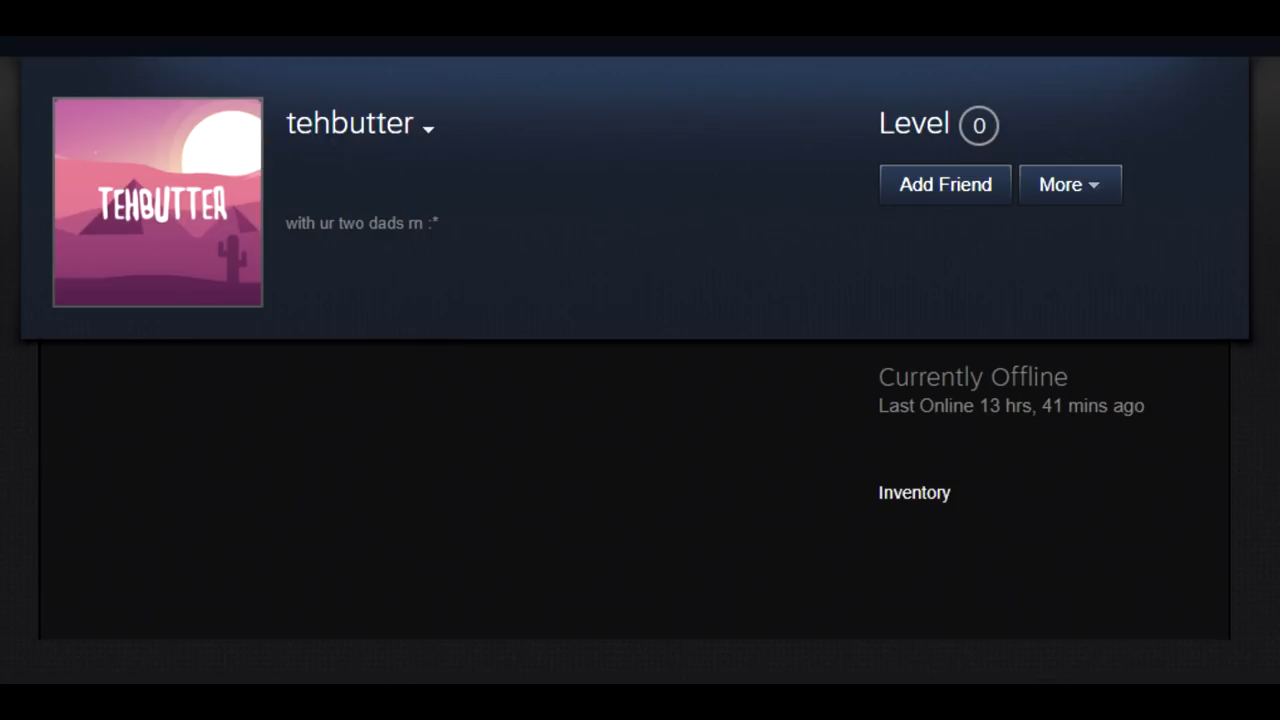 tehbutter
Level 0
TEHBUTTER
Add Friend
More
with ur two dads rn :*
Currently Offline
Last Online 13 hrs, 41 mins ago
Inventory